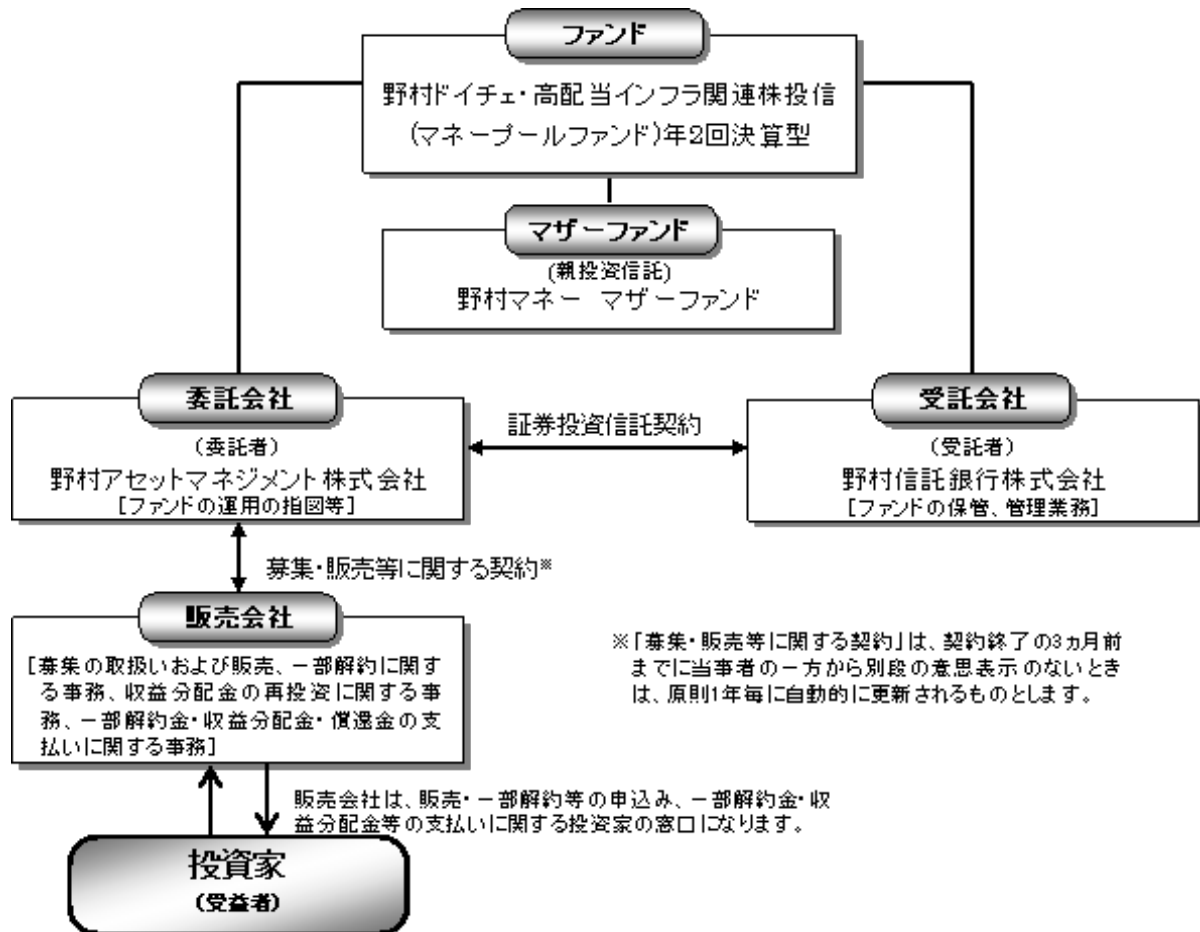 ファンド
野村ドイチェ・高配当インフラ関連株投信
(マネープールファンド)年2回決算型
マザーファンド
(親投資信託)
野村マネー マザーファンド
委託会社
(委託者)
野村アセットマネジメント株式会社
[ファンドの運用の指図等]
証券投資信託契約
受託会社
(受託者)
野村信託銀行株式会社
[ファンドの保管、管理業務]
募集・販売等に関する契約※
販売会社
[募集の取扱いおよび販売、一部解約に関す
る事務、収益分配金の再投資に関する事
務、一部解約金・収益分配金・償還金の支
払いに関する事務]
※「募集・販売等に関する契約」は、契約終了の3ヵ月前
までに当事者の一方から別段の意思表示のないとき
は、原則1年毎に自動的に更新されるものとします。
販売会社は、販売・一部解約等の申込み、一部解約金・収
益分配金等の支払いに関する投資家の窓口になります。
投資家
(受益者)